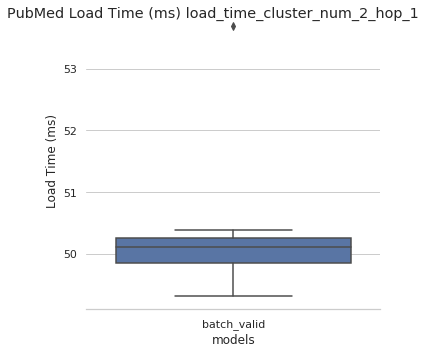 PubMed Load Time (ms) load_time_cluster_num_2_hop_1
53
52
51
50
Load Time (ms)
batch_valid
models